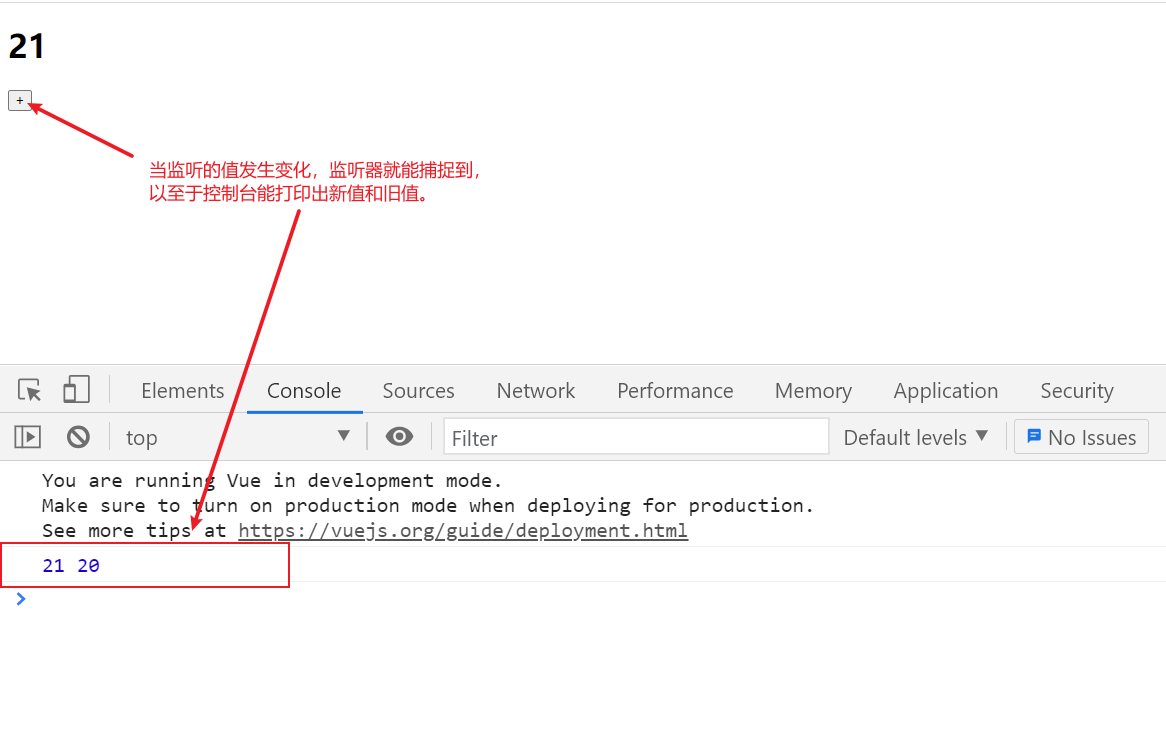 21
+
当监听的值发生变化，监听器就能捕捉到，
以至于控制台能打印出新值和旧值。
Elements Console Sources Network Performance Memory Application Security
top Filter Default levels No Issues
You are running Vue in development mode.
Make sure to turn on production mode when deploying for production.
See more tips at https://vuejs.org/guide/deployment.html
21 20